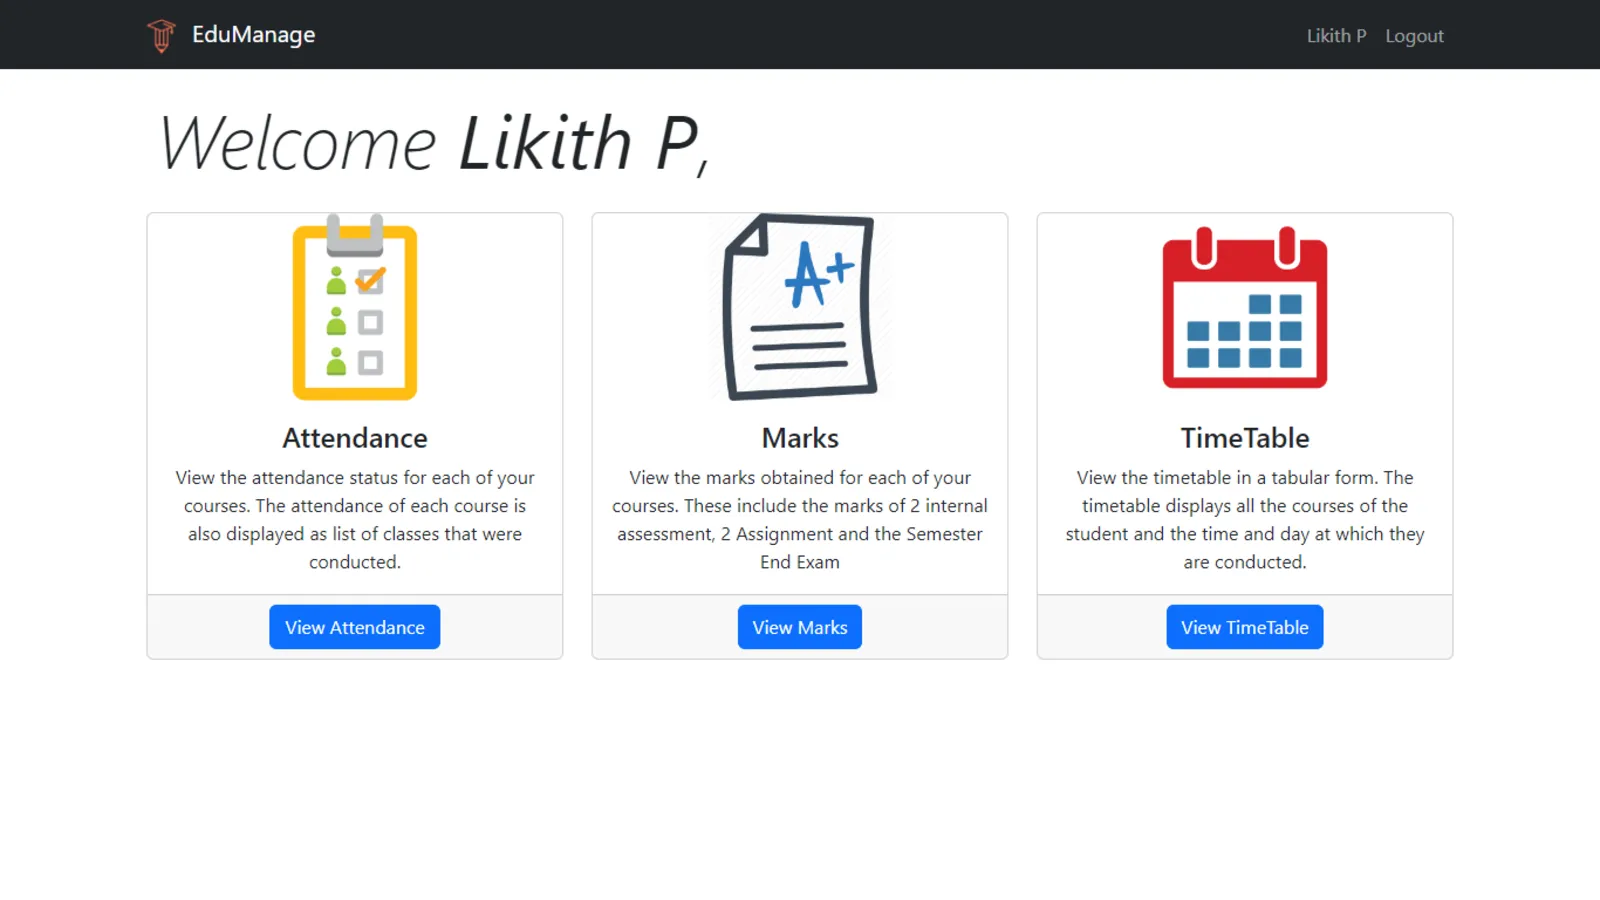 EduManage
Likith P Logout
Welcome Likith P,
A+
Attendance
View the attendance status for each of your
courses. The attendance of each course is
also displayed as list of classes that were
conducted.
View Attendance
Marks
View the marks obtained for each of your
courses. These include the marks of 2 internal
assessment, 2 Assignment and the Semester
End Exam
View Marks
TimeTable
View the timetable in a tabular form. The
timetable displays all the courses of the
student and the time and day at which they
are conducted.
View TimeTable